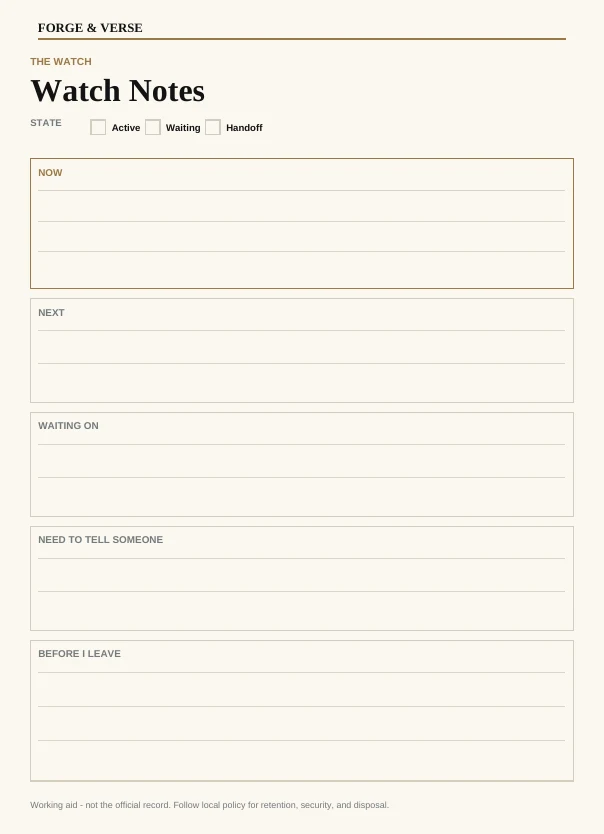 FORGE & VERSE
THE WATCH
Watch Notes
STATE Active Waiting Handoff
NOW
NEXT
WAITING ON
NEED TO TELL SOMEONE
BEFORE I LEAVE
Working aid - not the official record. Follow local policy for retention, security, and disposal.